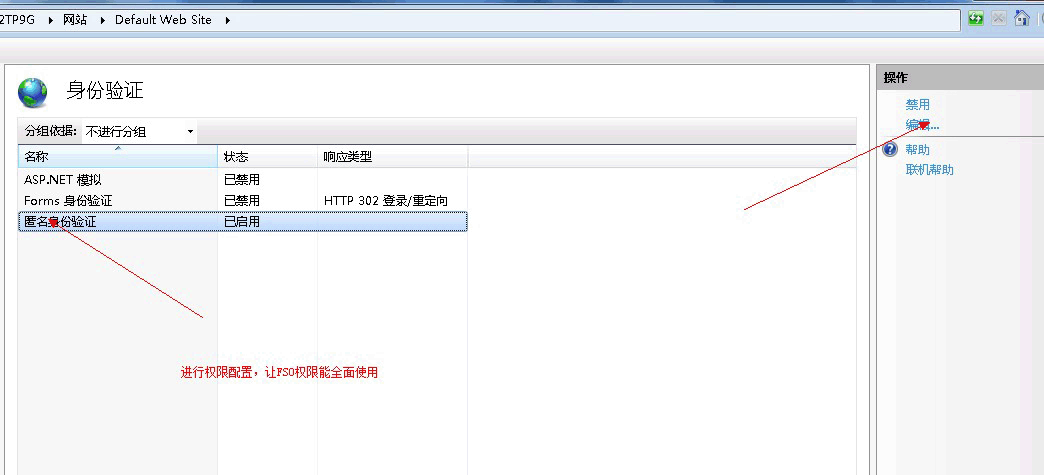 2TP9G ▸ 网站 ▸ Default Web Site ▸
身份验证
分组依据: 不进行分组
名称 状态 响应类型
ASP.NET 模拟 已禁用
Forms 身份验证 已禁用 HTTP 302 登录/重定向
匿名身份验证 已启用
进行权限配置，让FSO权限能全面使用
操作
禁用
编辑...
帮助
联机帮助